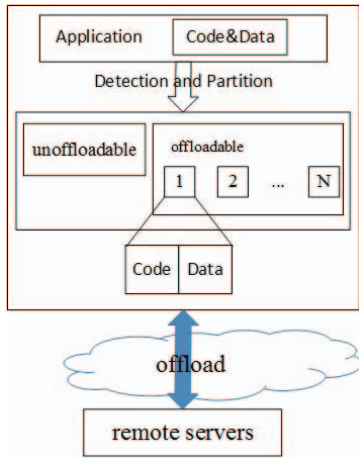 Application Code&Data
Detection and Partition
unoffloadable
offloadable
1 2 ... N
Code Data
offload
remote servers